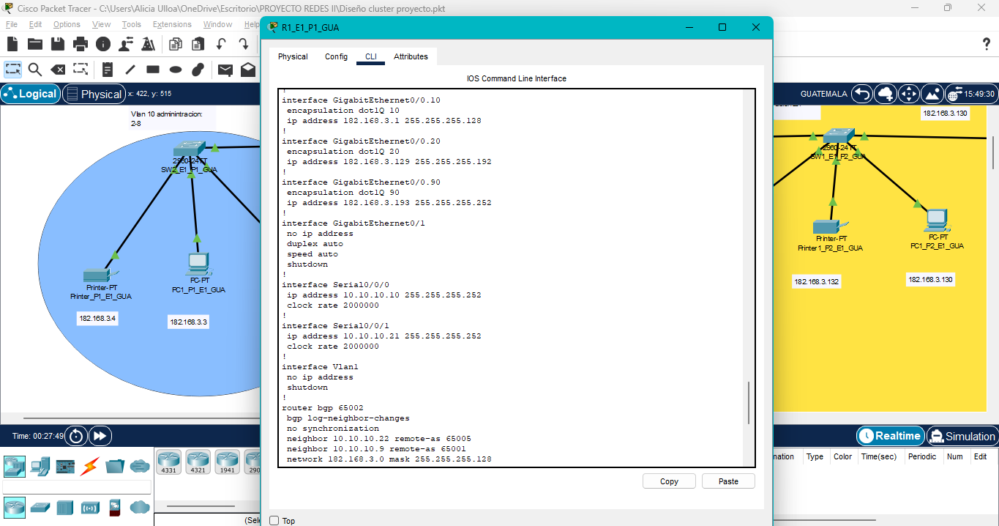 Cisco Packet Tracer - C:\Users\Alicia Ulloa\OneDrive\Escritorio\PROYECTO REDES II\Diseño cluster proyecto.pkt
File Edit Options View Tools Extensions Window Help
R1_E1_P1_GUA
Physical Config CLI Attributes
IOS Command Line Interface
Logical Physical x: 422, y: 515
GUATEMALA 15:49:30
Vlan 10 adminintracion:
2-8
2960-24TT
SW2_E1_P1_GUA
Printer-PT
Printer_P1_E1_GUA
PC-PT
PC1_P1_E1_GUA
182.168.3.4
182.168.3.3
!
interface GigabitEthernet0/0.10
encapsulation dot1Q 10
ip address 182.168.3.1 255.255.255.128
!
interface GigabitEthernet0/0.20
encapsulation dot1Q 20
ip address 182.168.3.129 255.255.255.192
!
interface GigabitEthernet0/0.90
encapsulation dot1Q 90
ip address 182.168.3.193 255.255.255.252
!
interface GigabitEthernet0/1
no ip address
duplex auto
speed auto
shutdown
!
interface Serial0/0/0
ip address 10.10.10.10 255.255.255.252
clock rate 2000000
!
interface Serial0/0/1
ip address 10.10.10.21 255.255.255.252
clock rate 2000000
!
interface Vlan1
no ip address
shutdown
!
router bgp 65002
bgp log-neighbor-changes
no synchronization
neighbor 10.10.10.22 remote-as 65005
neighbor 10.10.10.9 remote-as 65001
network 182.168.3.0 mask 255.255.255.128
Copy Paste
Top
182.168.3.130
2960-24TT
SW1_E1_P2_GUA
Printer-PT
Printer1_P2_E1_GUA
PC-PT
PC1_P2_E1_GUA
182.168.3.132
182.168.3.130
Time: 00:27:49
Realtime Simulation
4331 4321 1941 290
Type Color Time(sec) Periodic Num Edit